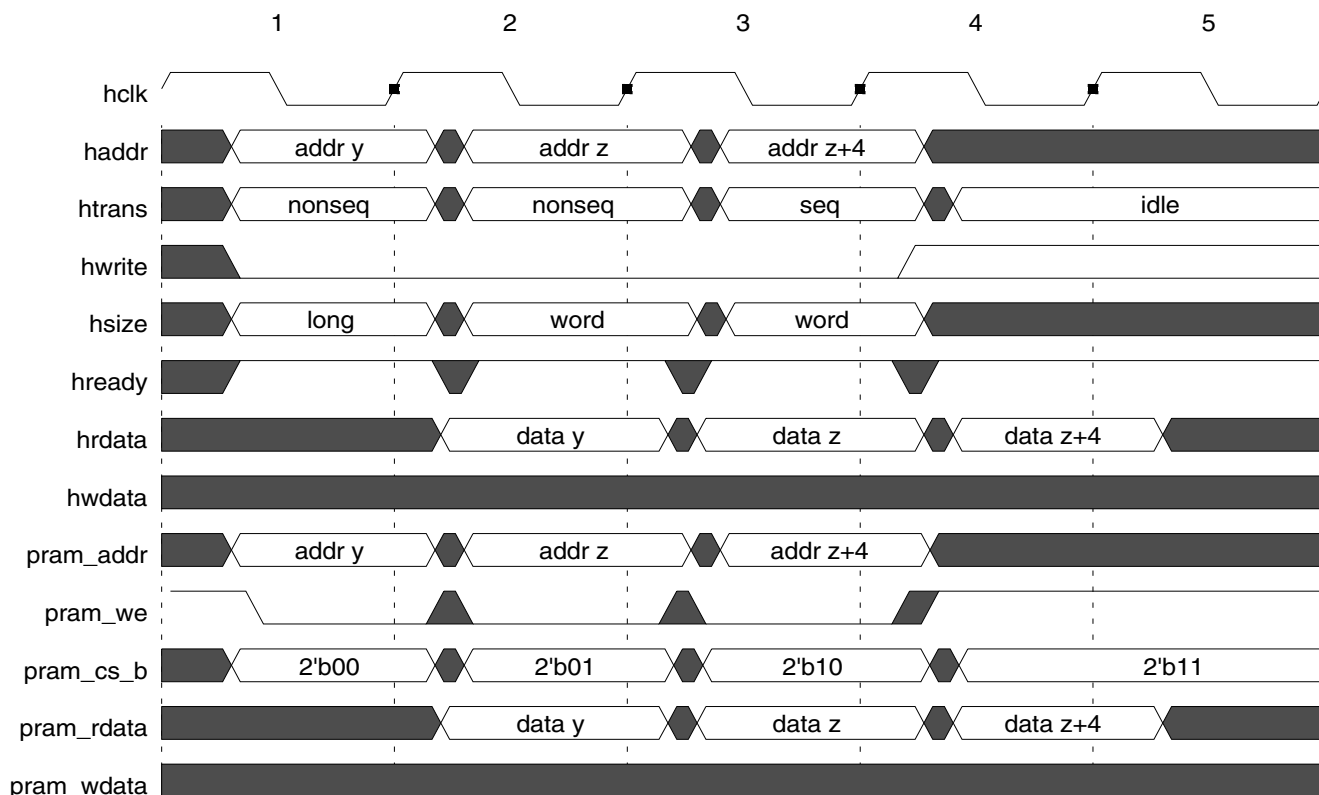 1 2 3 4 5
hclk
haddr addr y addr z addr z+4
htrans nonseq nonseq seq idle
hwrite
hsize long word word
hready
hrdata data y data z data z+4
hwdata
pram_addr addr y addr z addr z+4
pram_we
pram_cs_b 2'b00 2'b01 2'b10 2'b11
pram_rdata data y data z data z+4
pram_wdata